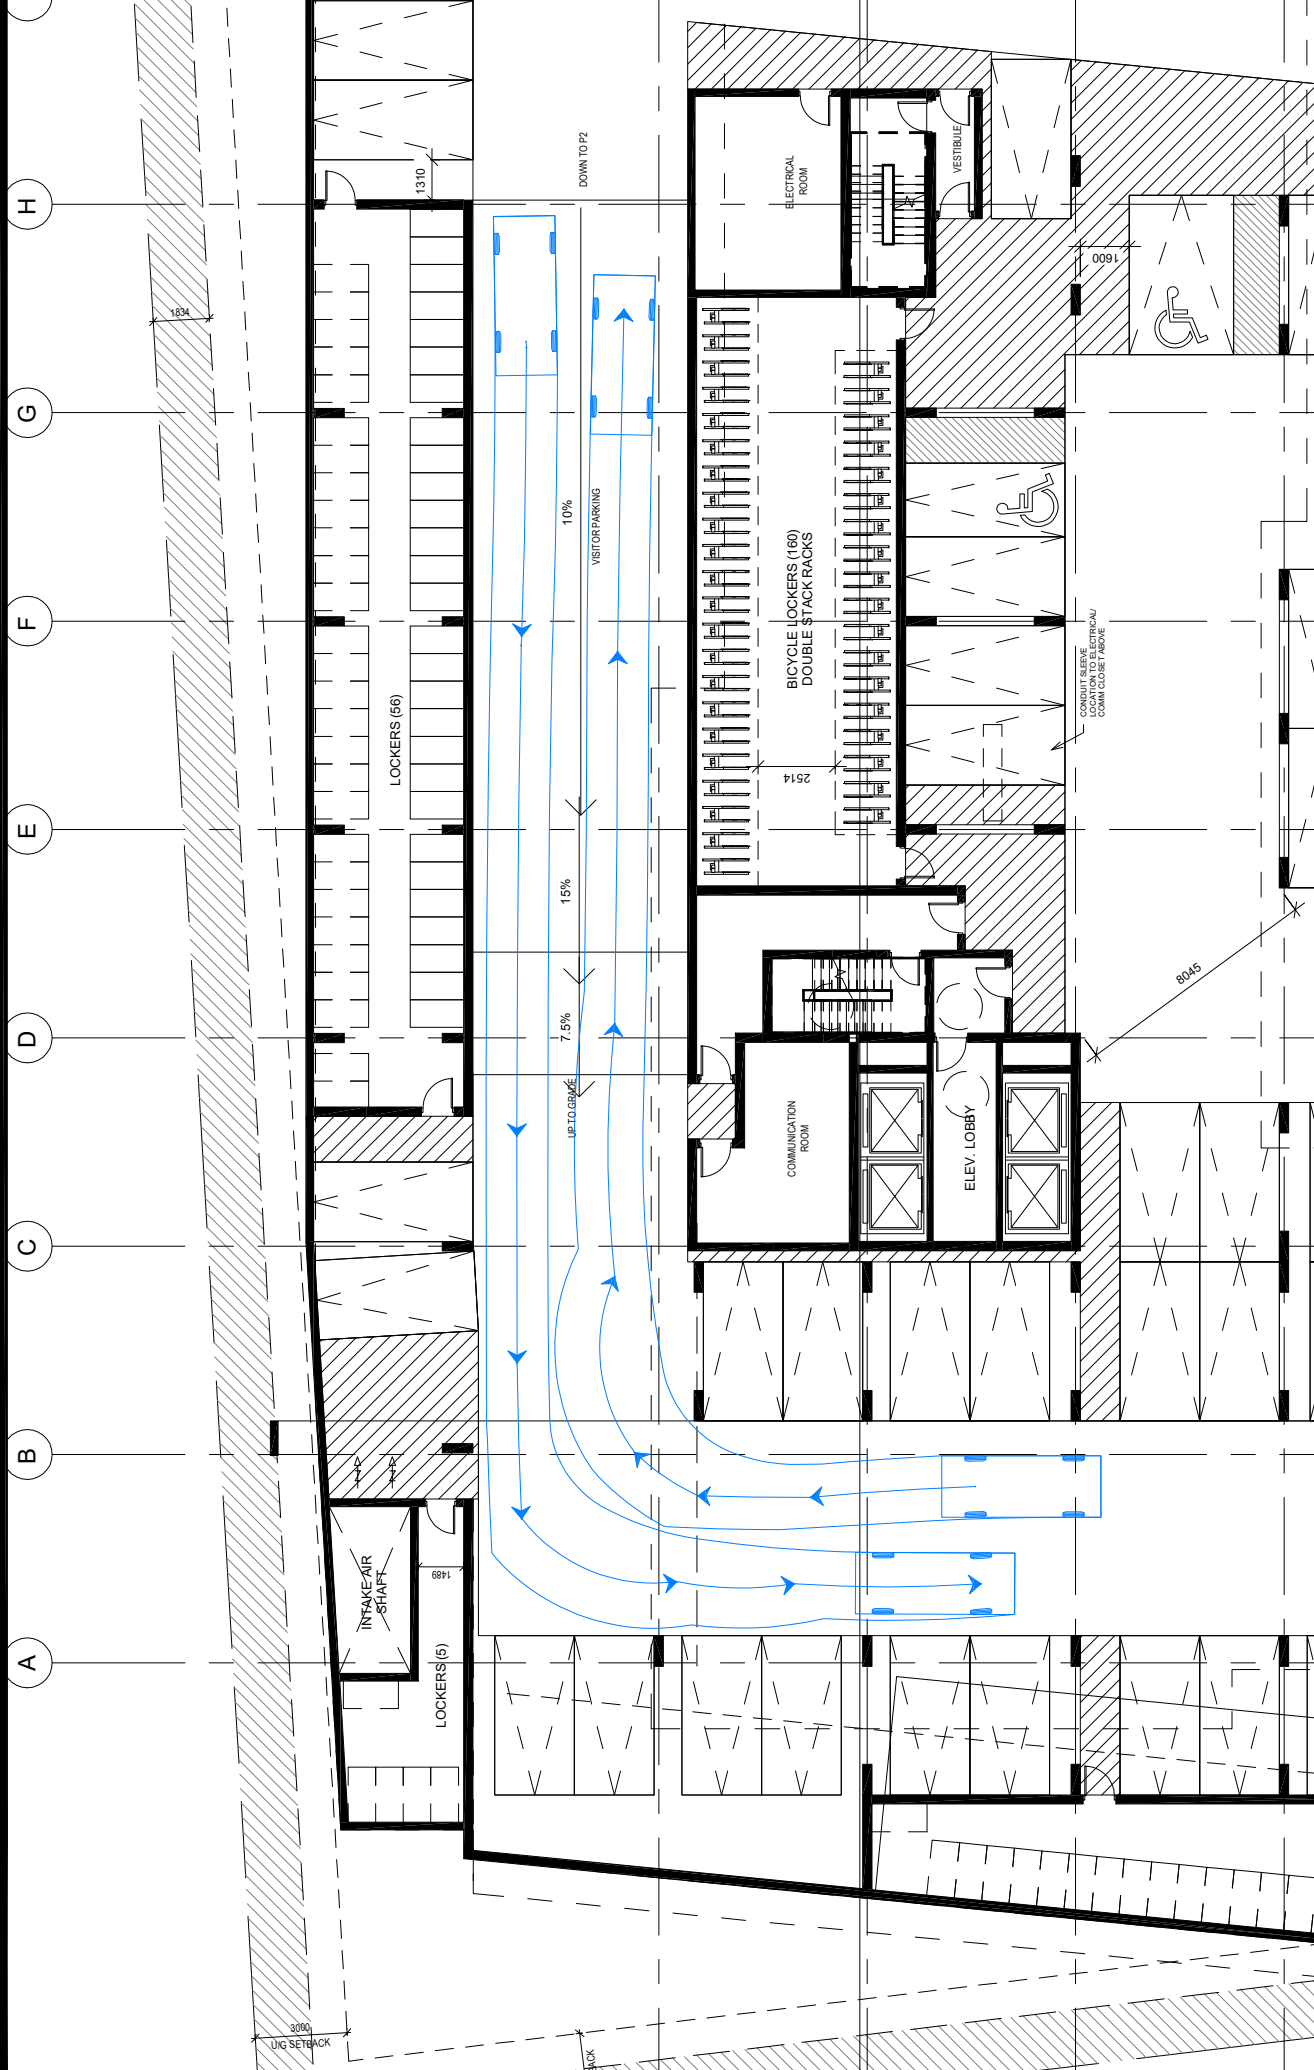 H
G
F
E
D
C
B
A
1310
DOWN TO P2
ELECTRICAL
ROOM
VESTIBULE
1600
1834
10%
VISITOR PARKING
BICYCLE LOCKERS (160)
DOUBLE STACK RACKS
LOCKERS (56)
CONDUIT SLEEVE
LOCATION TO ELECTRICAL/
COMM CLOSET ABOVE
2514
15%
7.5%
8045
UP TO GRADE
COMMUNICATION
ROOM
ELEV. LOBBY
INTAKE AIR
SHAFT
1489
LOCKERS (5)
3000
U/G SETBACK